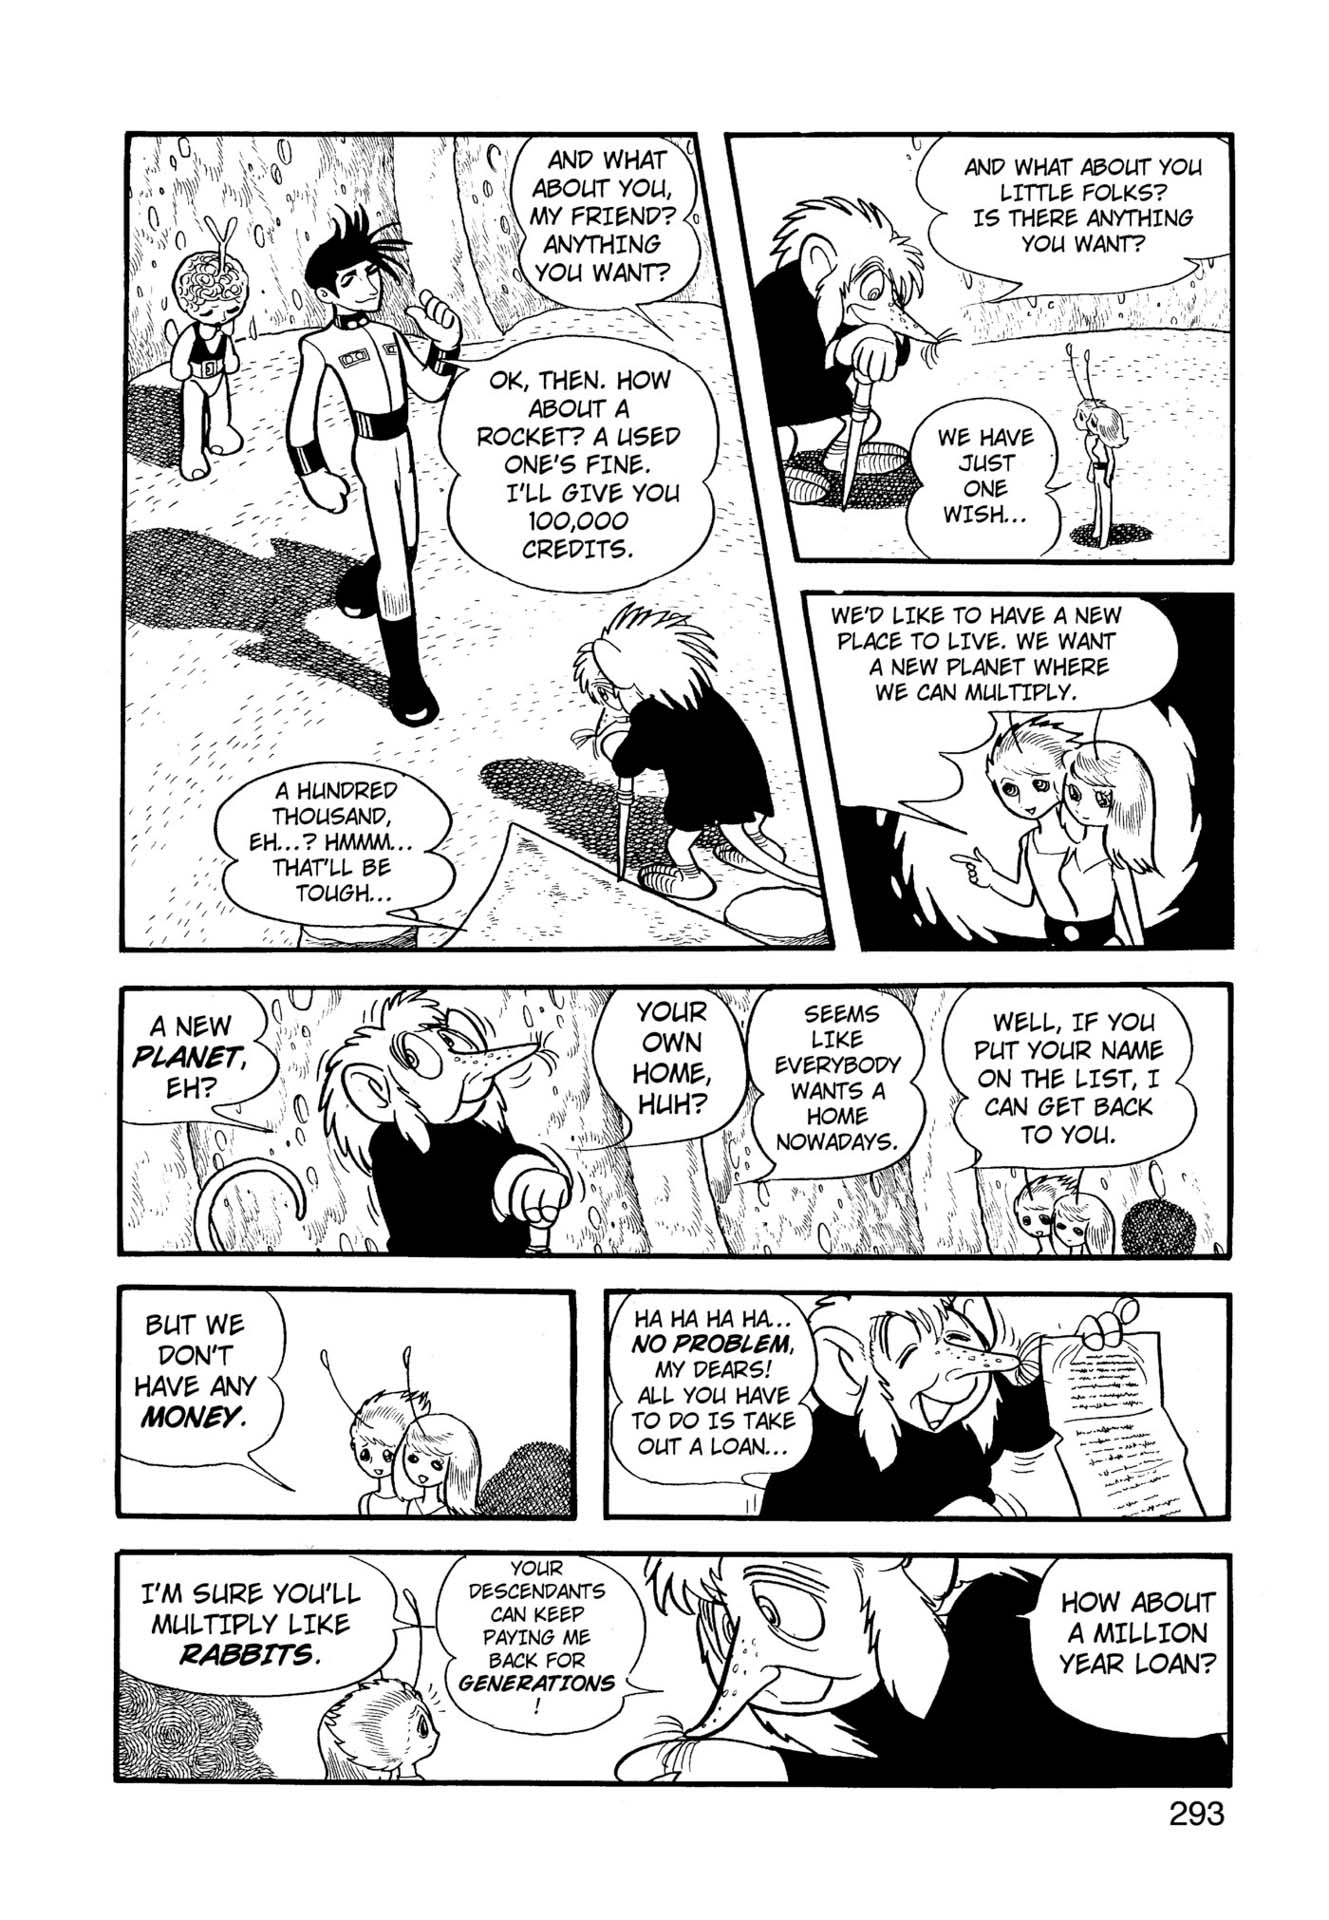 AND WHAT
ABOUT YOU,
MY FRIEND?
ANYTHING
YOU WANT?
OK, THEN. HOW
ABOUT A
ROCKET? A USED
ONE'S FINE.
I'LL GIVE YOU
100,000
CREDITS.
A HUNDRED
THOUSAND,
EH...? HMMM...
THAT'LL BE
TOUGH...
AND WHAT ABOUT YOU
LITTLE FOLKS?
IS THERE ANYTHING
YOU WANT?
WE HAVE
JUST
ONE
WISH...
WE'D LIKE TO HAVE A NEW
PLACE TO LIVE. WE WANT
A NEW PLANET WHERE
WE CAN MULTIPLY.
A NEW
PLANET,
EH?
YOUR
OWN
HOME,
HUH?
SEEMS
LIKE
EVERYBODY
WANTS A
HOME
NOWADAYS.
WELL, IF YOU
PUT YOUR NAME
ON THE LIST, I
CAN GET BACK
TO YOU.
BUT WE
DON'T
HAVE ANY
MONEY.
HA HA HA HA...
NO PROBLEM,
MY DEARS!
ALL YOU HAVE
TO DO IS TAKE
OUT A LOAN...
I'M SURE YOU'LL
MULTIPLY LIKE
RABBITS.
YOUR
DESCENDANTS
CAN KEEP
PAYING ME
BACK FOR
GENERATIONS
!
HOW ABOUT
A MILLION
YEAR LOAN?
293